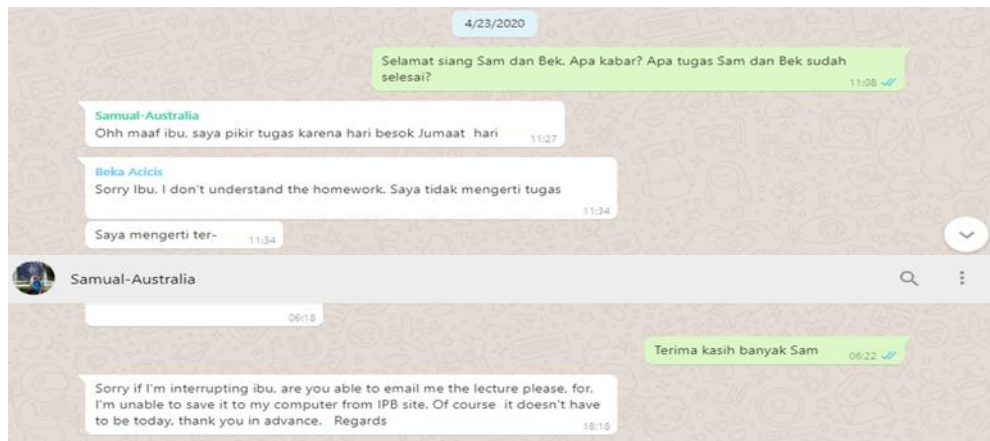 4/23/2020
Selamat siang Sam dan Bek. Apa kabar? Apa tugas Sam dan Bek sudah
selesai?
11:08
Samual-Australia
Ohh maaf ibu, saya pikir tugas karena hari besok Jumaat hari
11:27
Beka Acicis
Sorry Ibu, I don't understand the homework. Saya tidak mengerti tugas
11:34
Saya mengerti ter-
11:34
Samual-Australia
06:18
Terima kasih banyak Sam
06:22
Sorry if I'm interrupting ibu, are you able to email me the lecture please, for,
I'm unable to save it to my computer from IPB site. Of course it doesn't have
to be today, thank you in advance. Regards
18:18